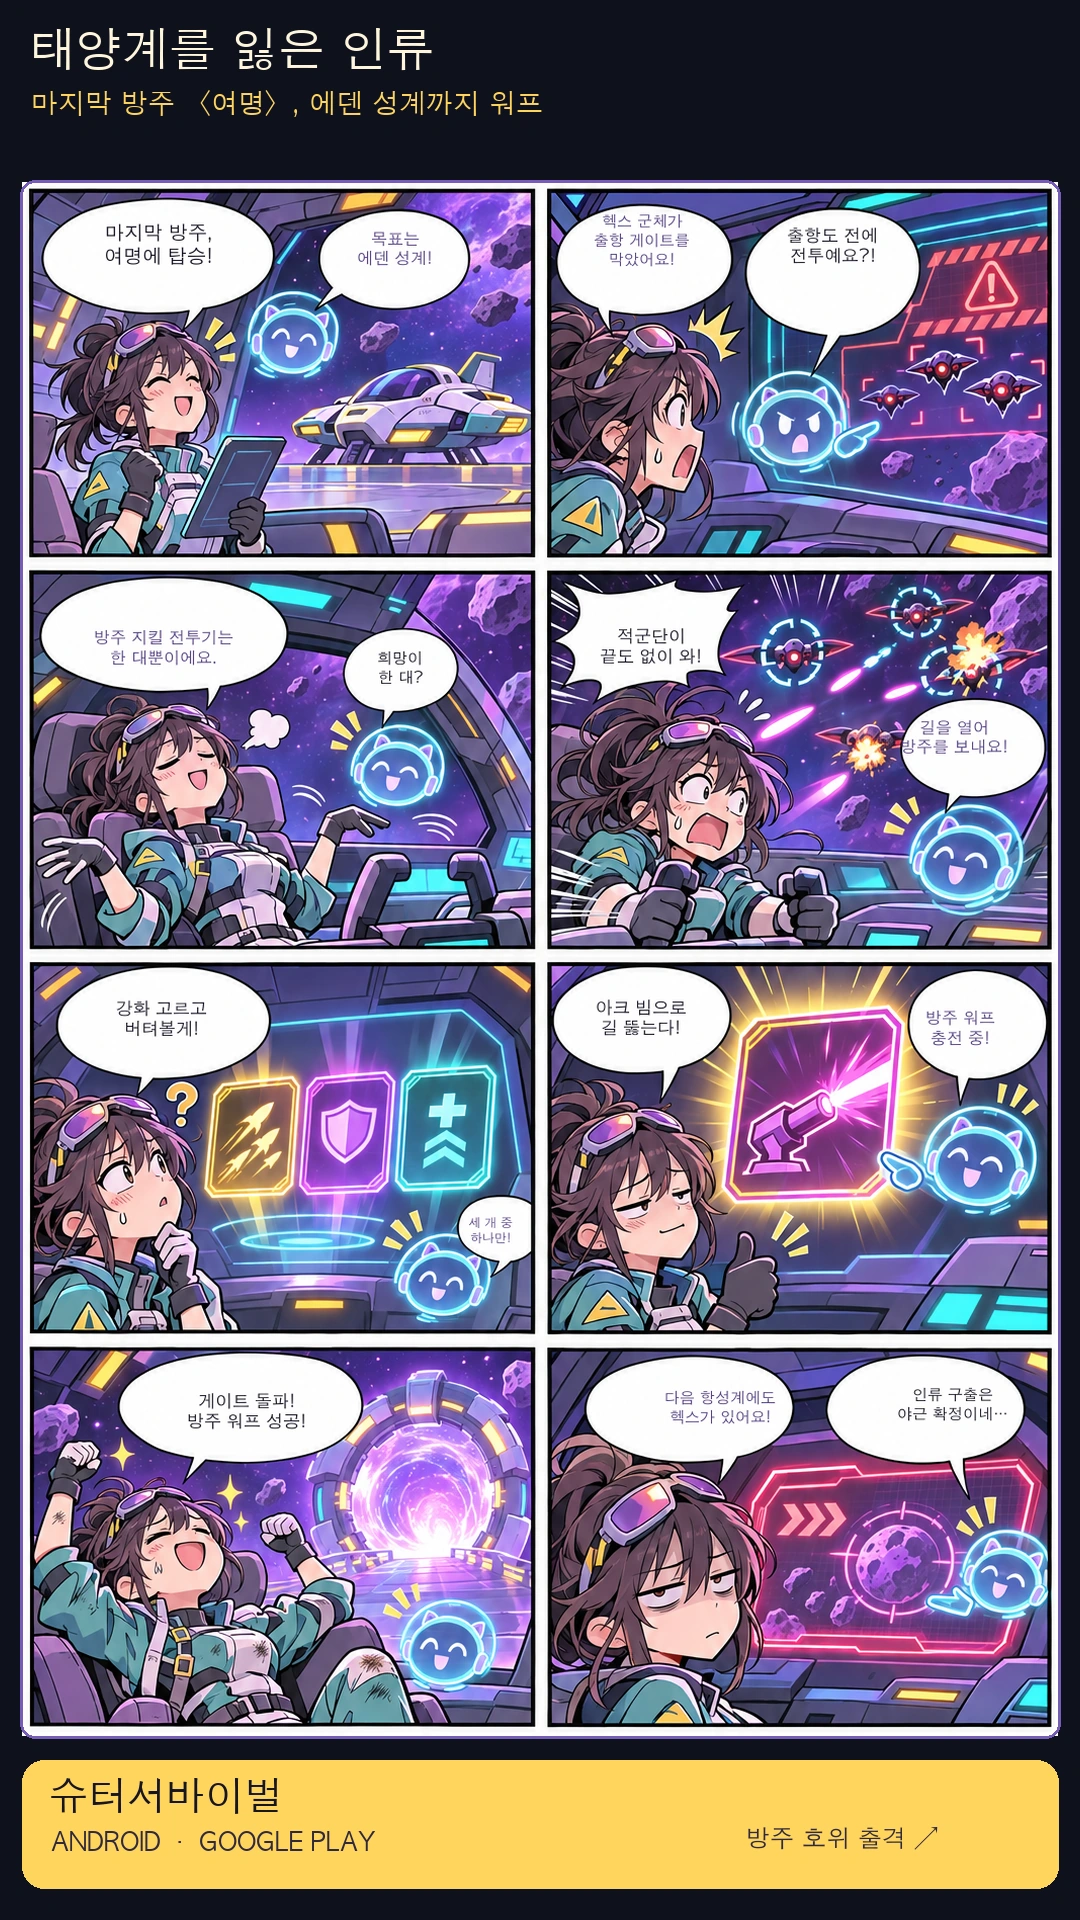 태양계를 잃은 인류
마지막 방주 〈여명〉, 에덴 성계까지 워프
마지막 방주,
여명에 탑승!
목표는
에덴 성계!
헥스 군체가
출항 게이트를
막았어요!
출항도 전에
전투예요?!
방주 지킬 전투기는
한 대뿐이에요.
희망이
한 대?
적군단이
끝도 없이 와!
길을 열어
방주를 보내요!
강화 고르고
버텨볼게!
?
세 개 중
하나만!
아크 빔으로
길 뚫는다!
방주 워프
충전 중!
게이트 돌파!
방주 워프 성공!
다음 항성계에도
헥스가 있어요!
인류 구출은
야근 확정이네…
슈터서바이벌
ANDROID · GOOGLE PLAY
방주 호위 출격 ↗